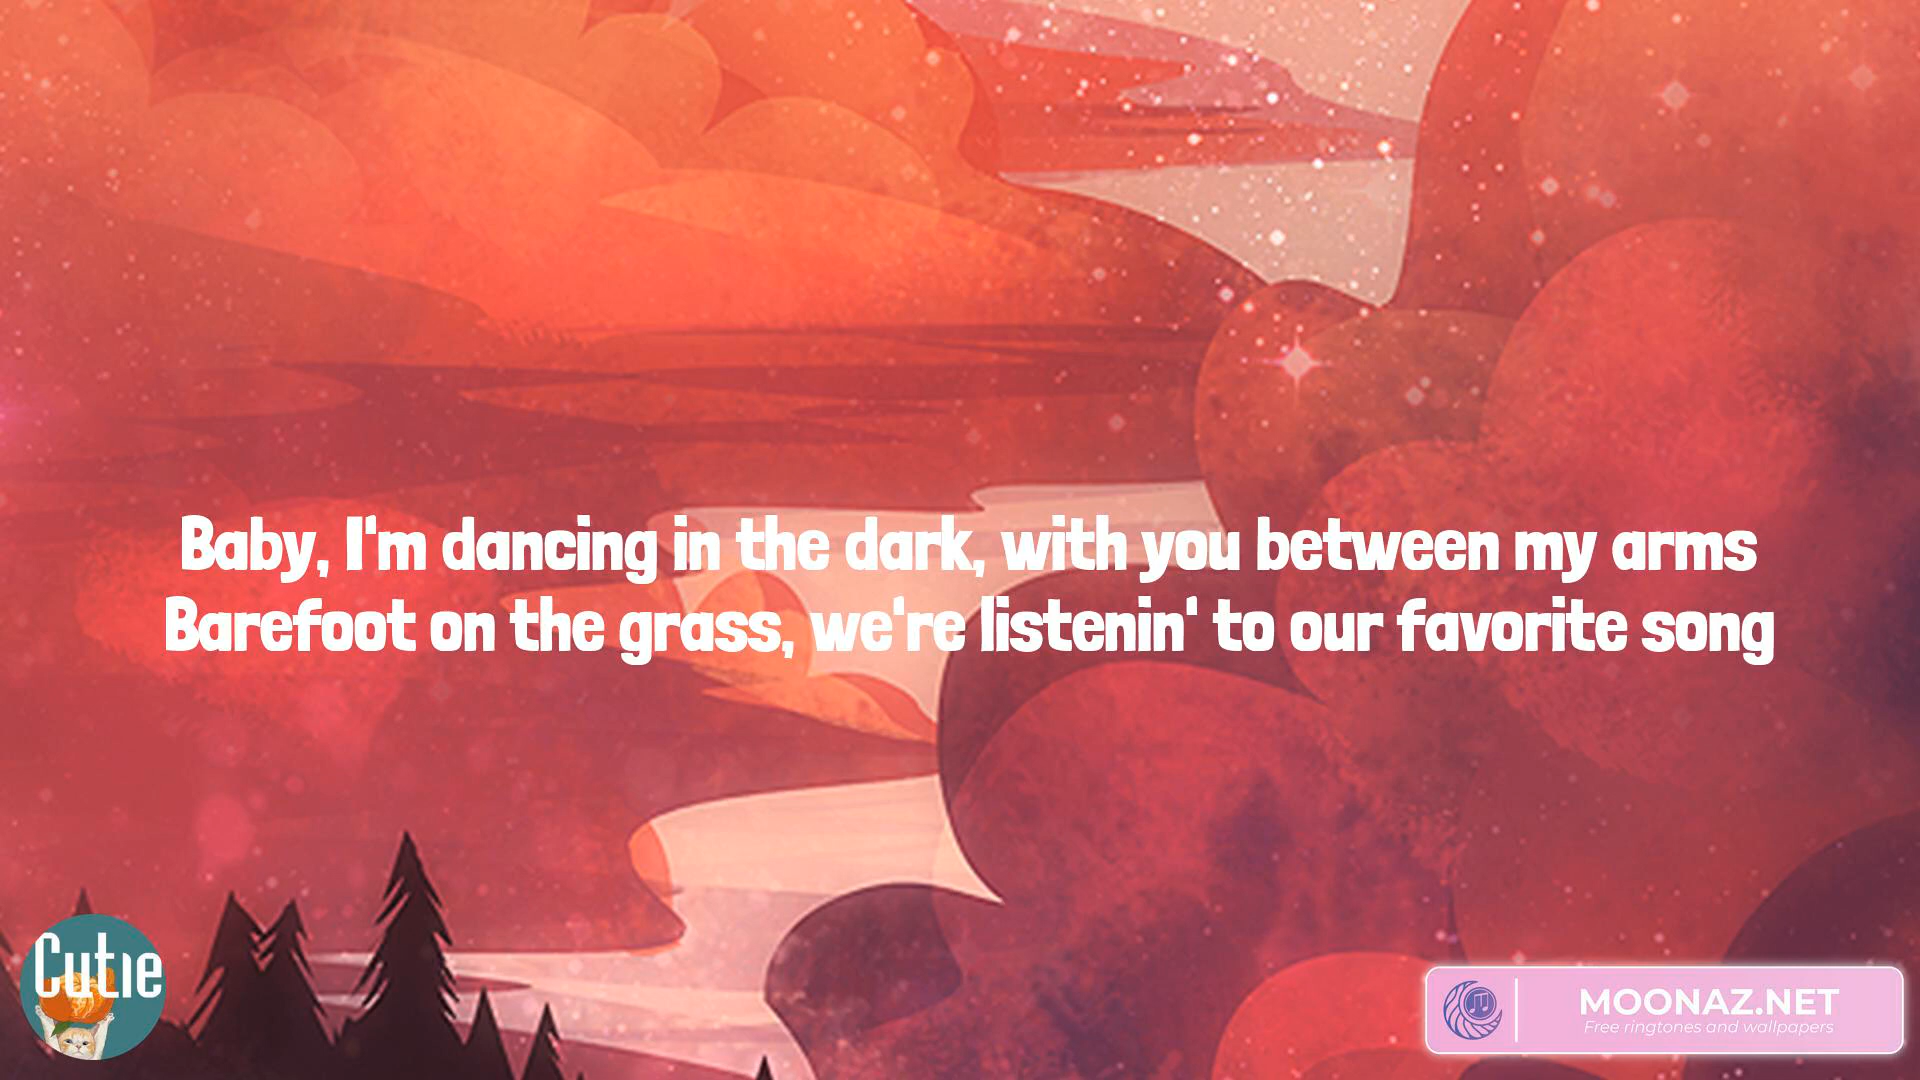 Baby, I'm dancing in the dark, with you between my arms
Barefoot on the grass, we're listenin' to our favorite song
Cutie
MOONAZ.NET
Free ringtones and wallpapers